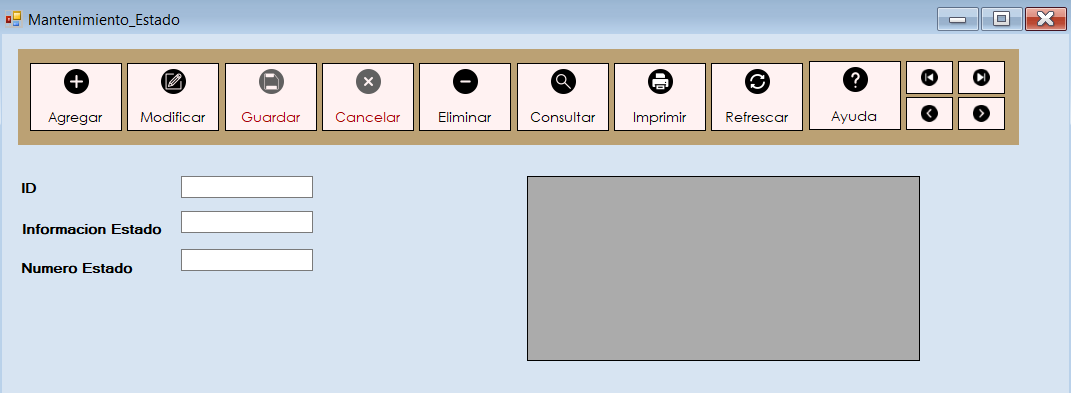 Mantenimiento_Estado
Agregar Modificar Guardar Cancelar Eliminar Consultar Imprimir Refrescar Ayuda
ID
Informacion Estado
Numero Estado